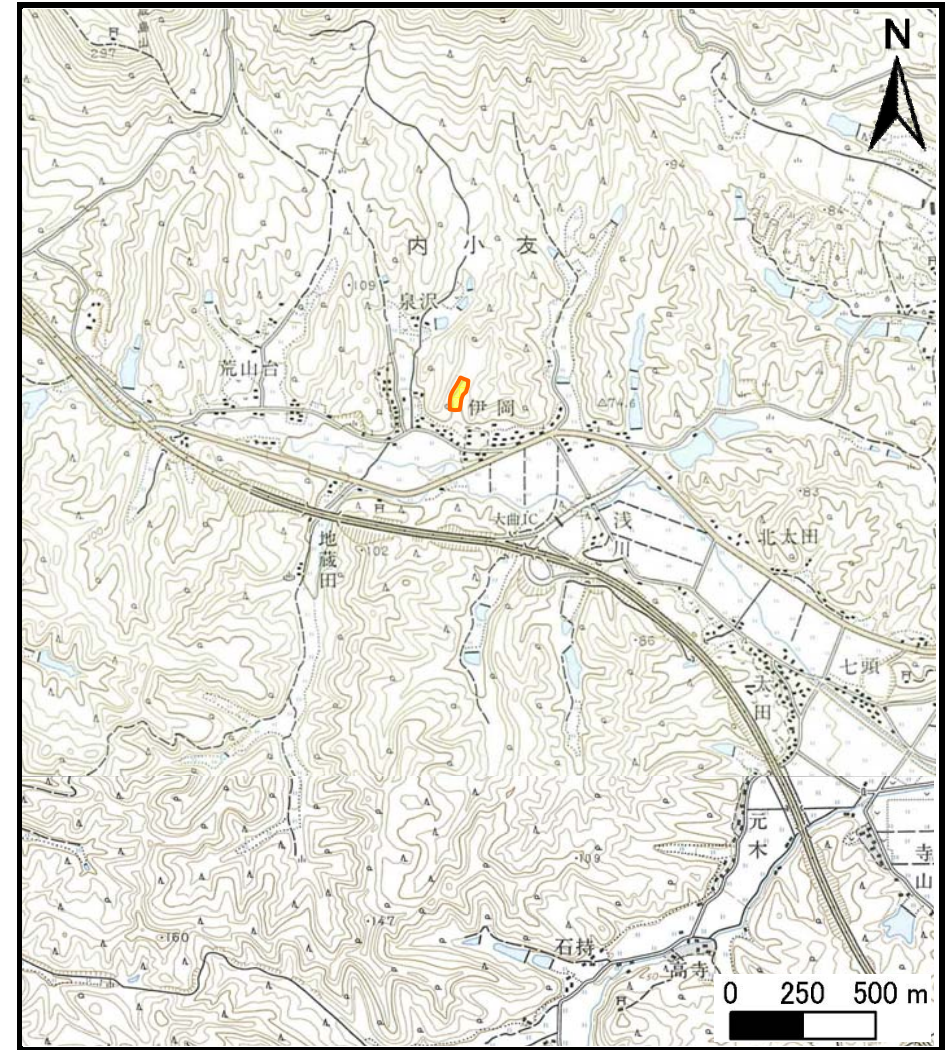 N
297
・94
・84
内小友
・109
泉沢
荒山台
伊岡
△74.6
・83
大曲IC
浅川
北太田
地蔵田
・102
・86
七頭
太田
元木
寺山
・109
・147
・160
石持
高寺
0 250 500 m